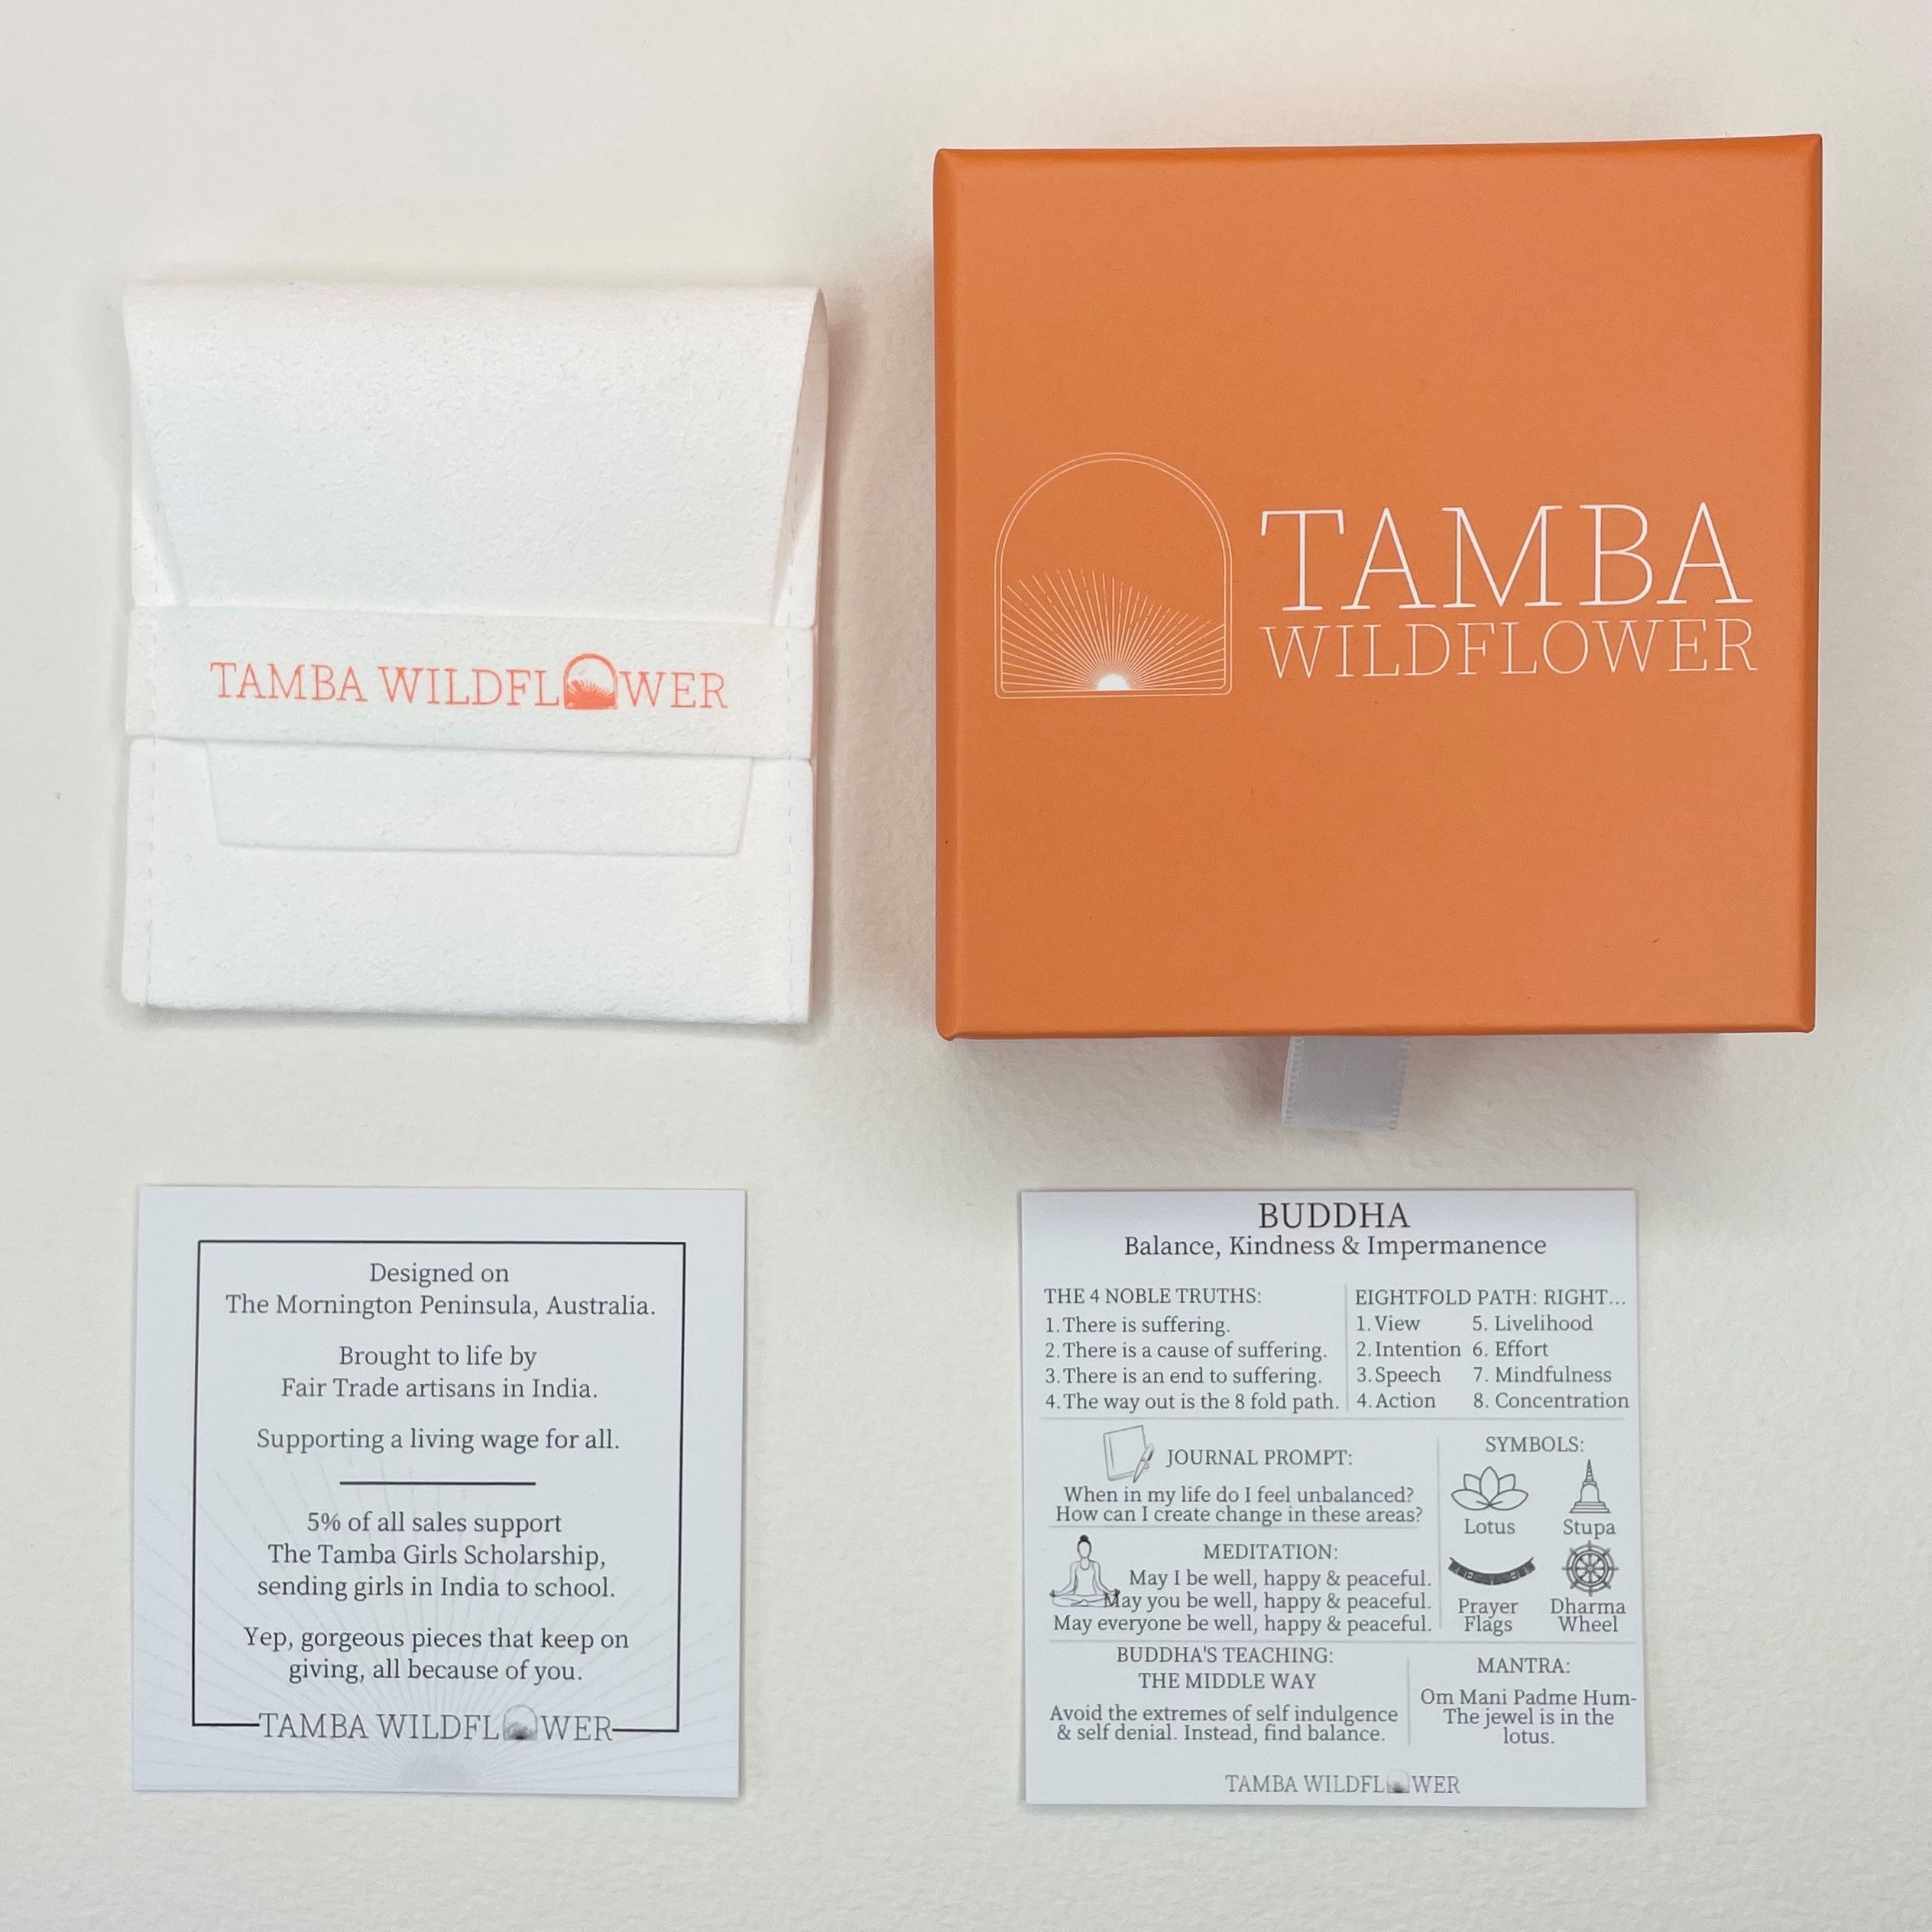 TAMBA WILDFLOWER
TAMBA
WILDFLOWER
Designed on
The Mornington Peninsula, Australia.
Brought to life by
Fair Trade artisans in India.
Supporting a living wage for all.
5% of all sales support
The Tamba Girls Scholarship,
sending girls in India to school.
Yep, gorgeous pieces that keep on
giving, all because of you.
TAMBA WILDFLOWER
BUDDHA
Balance, Kindness & Impermanence
THE 4 NOBLE TRUTHS:
1. There is suffering.
2. There is a cause of suffering.
3. There is an end to suffering.
4. The way out is the 8 fold path.
EIGHTFOLD PATH: RIGHT...
1. View 5. Livelihood
2. Intention 6. Effort
3. Speech 7. Mindfulness
4. Action 8. Concentration
JOURNAL PROMPT:
When in my life do I feel unbalanced?
How can I create change in these areas?
SYMBOLS:
Lotus Stupa
Prayer Dharma
Flags Wheel
MEDITATION:
May I be well, happy & peaceful.
May you be well, happy & peaceful.
May everyone be well, happy & peaceful.
BUDDHA'S TEACHING:
THE MIDDLE WAY
Avoid the extremes of self indulgence
& self denial. Instead, find balance.
MANTRA:
Om Mani Padme Hum-
The jewel is in the
lotus.
TAMBA WILDFLOWER